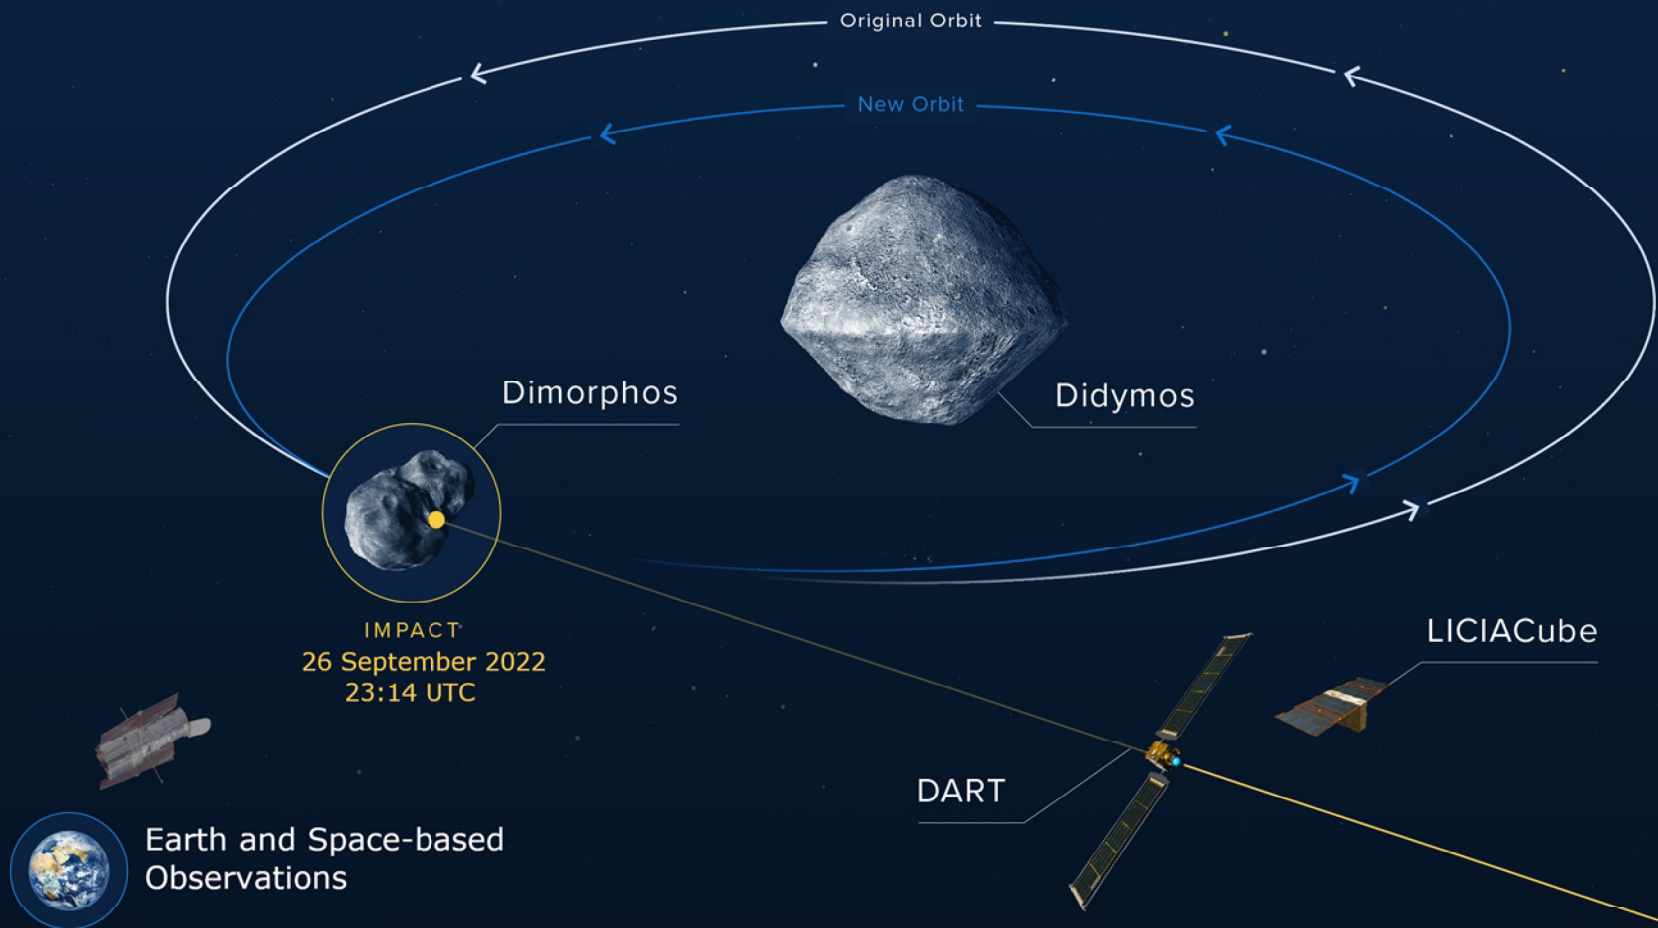 Original Orbit
New Orbit
Dimorphos
Didymos
IMPACT
26 September 2022
23:14 UTC
LICIACube
DART
Earth and Space-based
Observations